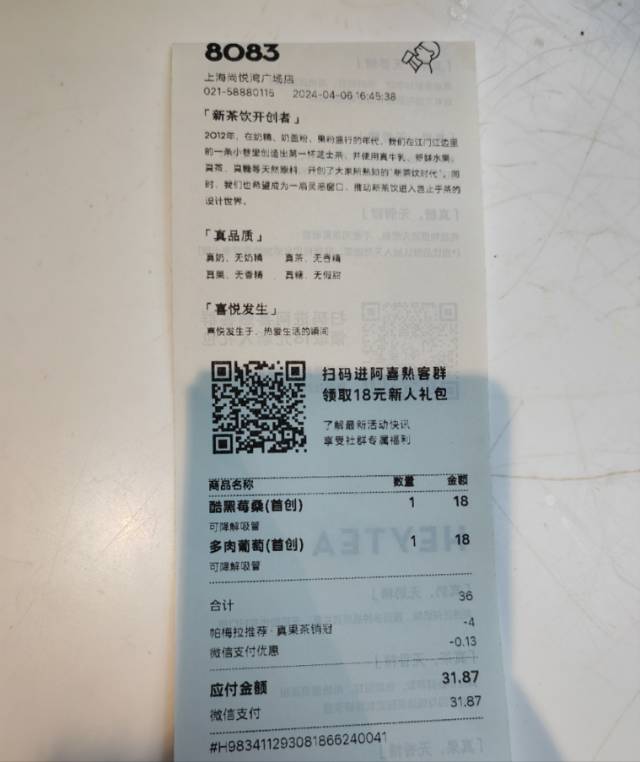 8083
上海尚悦湾广场店
021-58880115 2024-04-06 16:45:38
「新茶饮开创者」
2012年，在奶精、奶盖粉、果粉盛行的年代，我们在江门江边里
的一条小巷里创造出第一杯芝士茶，并使用真牛乳、新鲜水果、
真茶、真糖等天然原料，开创了大家所熟知的"新茶饮时代"。同
时，我们也希望成为一扇灵感窗口，推动新茶饮进入岂止于茶的
设计世界。
「真品质」
真奶，无奶精 真茶，无香精
真果，无香精 真糖，无假甜
「喜悦发生」
喜悦发生于，热爱生活的瞬间
扫码进阿喜熟客群
领取18元新人礼包
了解最新活动快讯
享受社群专属福利
商品名称 数量 金额
酷黑莓桑(首创) 1 18
可降解吸管
多肉葡萄(首创) 1 18
可降解吸管
合计 36
帕梅拉推荐·真果茶销冠 -4
微信支付优惠 -0.13
应付金额 31.87
微信支付 31.87
#H983411293081866240041
HEYTEA